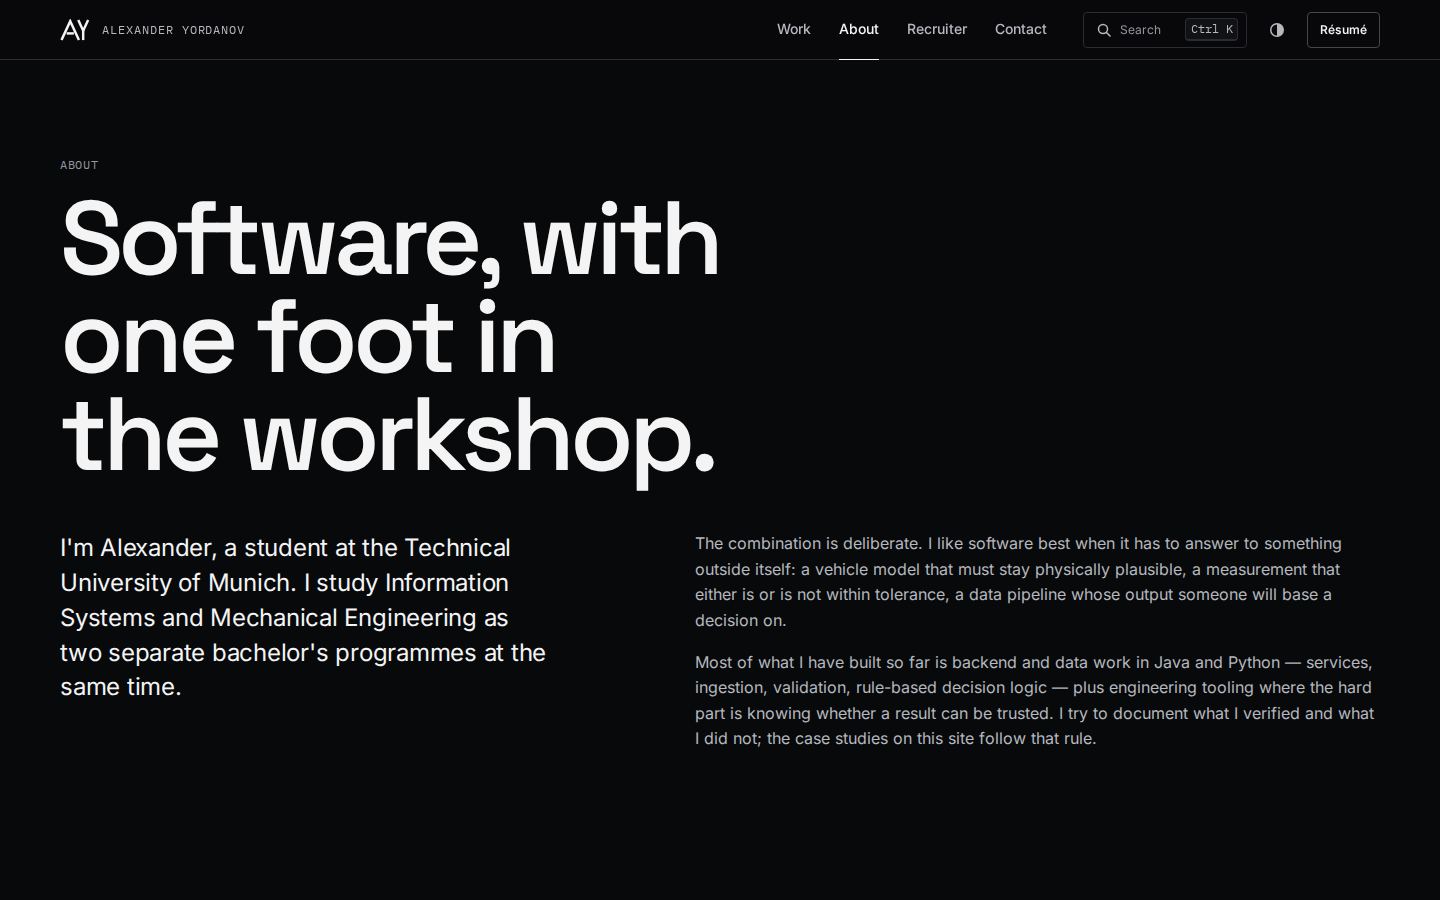 AY ALEXANDER YORDANOV
Work About Recruiter Contact Search Ctrl K Résumé
ABOUT
Software, with
one foot in
the workshop.
I'm Alexander, a student at the Technical
University of Munich. I study Information
Systems and Mechanical Engineering as
two separate bachelor's programmes at the
same time.
The combination is deliberate. I like software best when it has to answer to something
outside itself: a vehicle model that must stay physically plausible, a measurement that
either is or is not within tolerance, a data pipeline whose output someone will base a
decision on.
Most of what I have built so far is backend and data work in Java and Python — services,
ingestion, validation, rule-based decision logic — plus engineering tooling where the hard
part is knowing whether a result can be trusted. I try to document what I verified and what
I did not; the case studies on this site follow that rule.